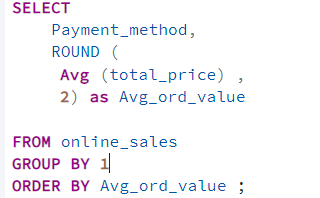 SELECT
Payment_method,
ROUND (
Avg (total_price) ,
2) as Avg_ord_value
FROM online_sales
GROUP BY 1
ORDER BY Avg_ord_value ;